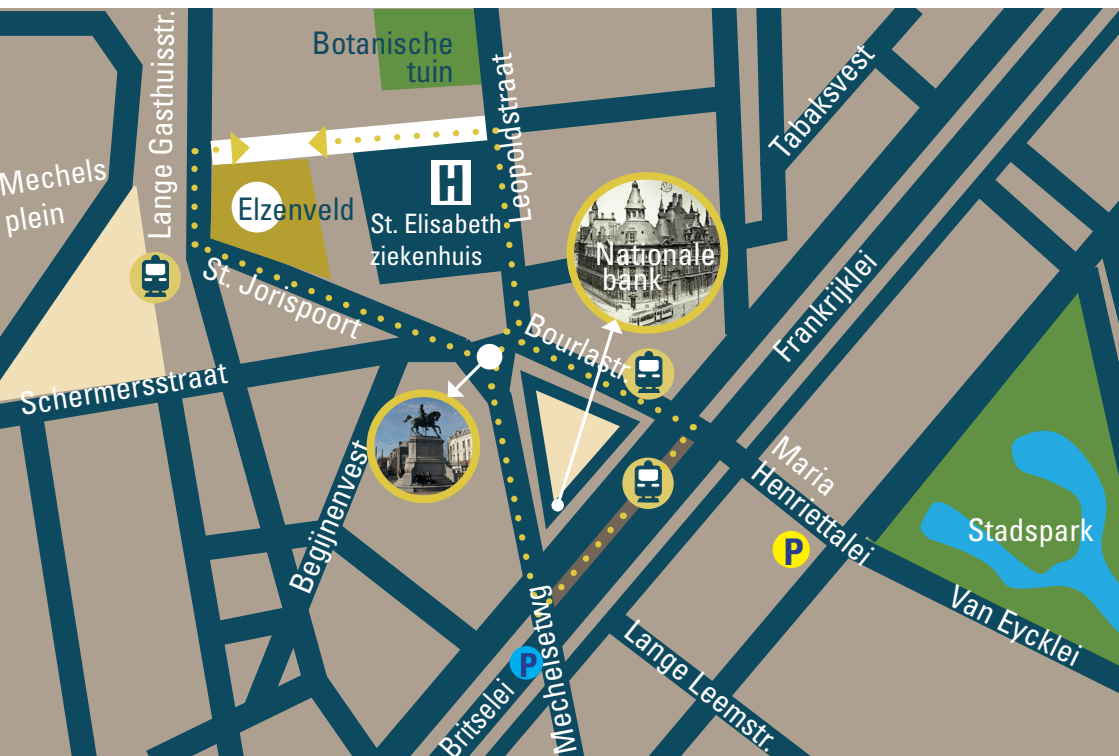 Lange Gasthuisstr.
Botanische
tuin
Leopoldstraat
Tabaksvest
Mechels
plein
Elzenveld
H
St. Elisabeth
ziekenhuis
Nationale
bank
Frankrijklei
St. Jorispoort
Bourlastr.
Schermersstraat
Begijnenvest
Maria
Henriettalei
Stadspark
P
Van Eycklei
Mechelsetwg
Lange Leemstr.
P
Britselei